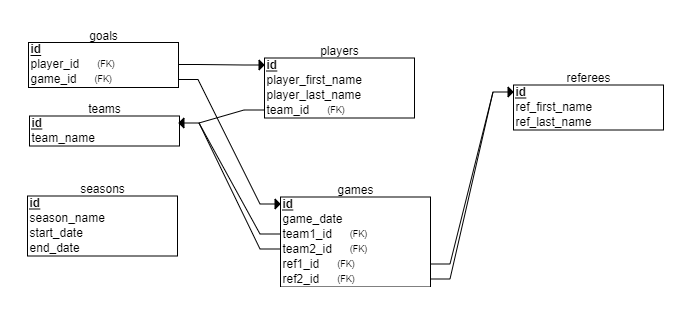 goals
id
player_id (FK)
game_id (FK)
players
id
player_first_name
player_last_name
team_id (FK)
referees
id
ref_first_name
ref_last_name
teams
id
team_name
seasons
id
season_name
start_date
end_date
games
id
game_date
team1_id (FK)
team2_id (FK)
ref1_id (FK)
ref2_id (FK)